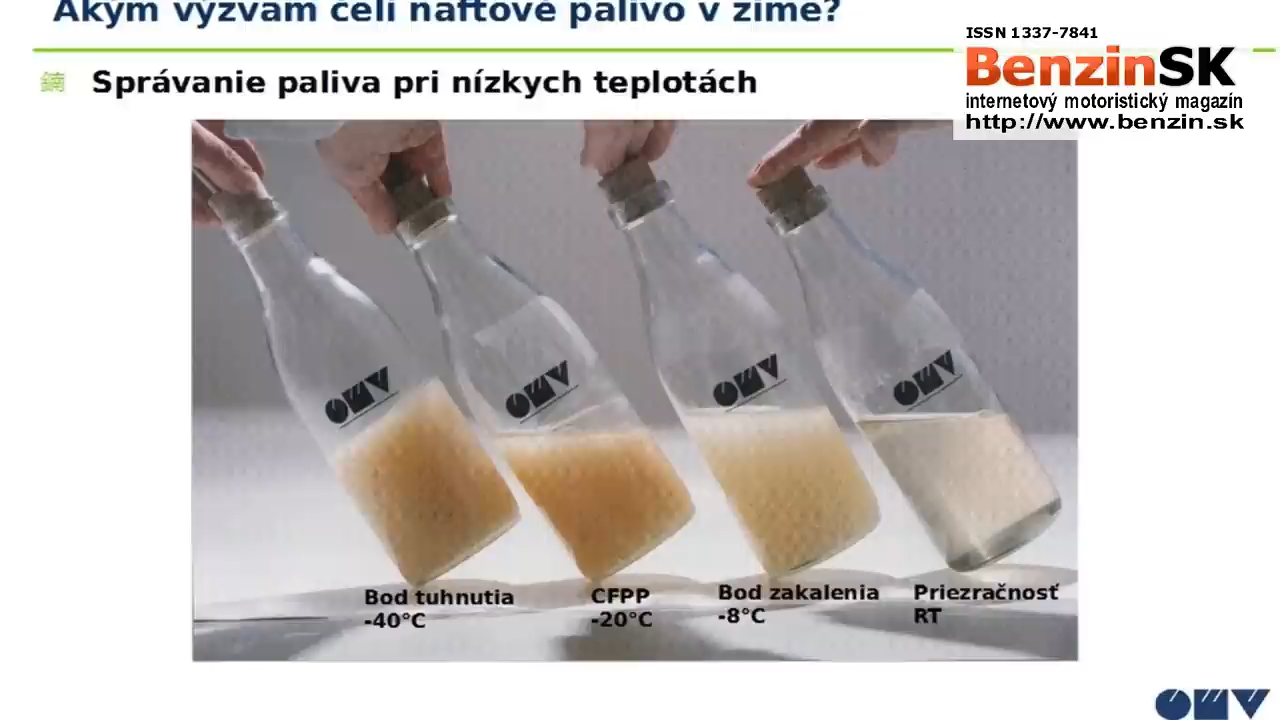 Akým výzvam čelí naftové palivo v zime?
ISSN 1337-7841
BenzinSK
internetový motoristický magazín
http://www.benzin.sk
Správanie paliva pri nízkych teplotách
OMV
OMV
OMV
OMV
Bod tuhnutia
-40°C
CFPP
-20°C
Bod zakalenia
-8°C
Priezračnosť
RT
OMV